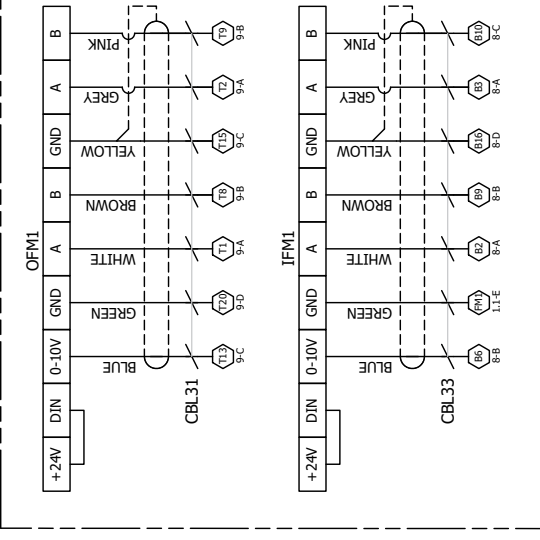 OFM1
B
A
GND
B
A
GND
0-10V
DIN
+24V
PINK
GREY
YELLOW
BROWN
WHITE
GREEN
BLUE
CBL31
T9
9-B
T2
9-A
T15
9-C
T8
9-B
T1
9-A
T20
9-D
T13
9-C
IFM1
B
A
GND
B
A
GND
0-10V
DIN
+24V
PINK
GREY
YELLOW
BROWN
WHITE
GREEN
BLUE
CBL33
B10
8-C
B3
8-A
B16
8-D
B9
8-B
B2
8-A
FM1
1.1-E
B6
8-B